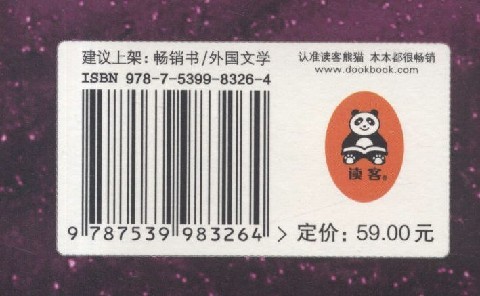 建议上架：畅销书/外国文学
ISBN 978-7-5399-8326-4
认准读客熊猫 本本都很畅销
www.dookbook.com
读客®
9 787539 983264 >
定价：59.00元